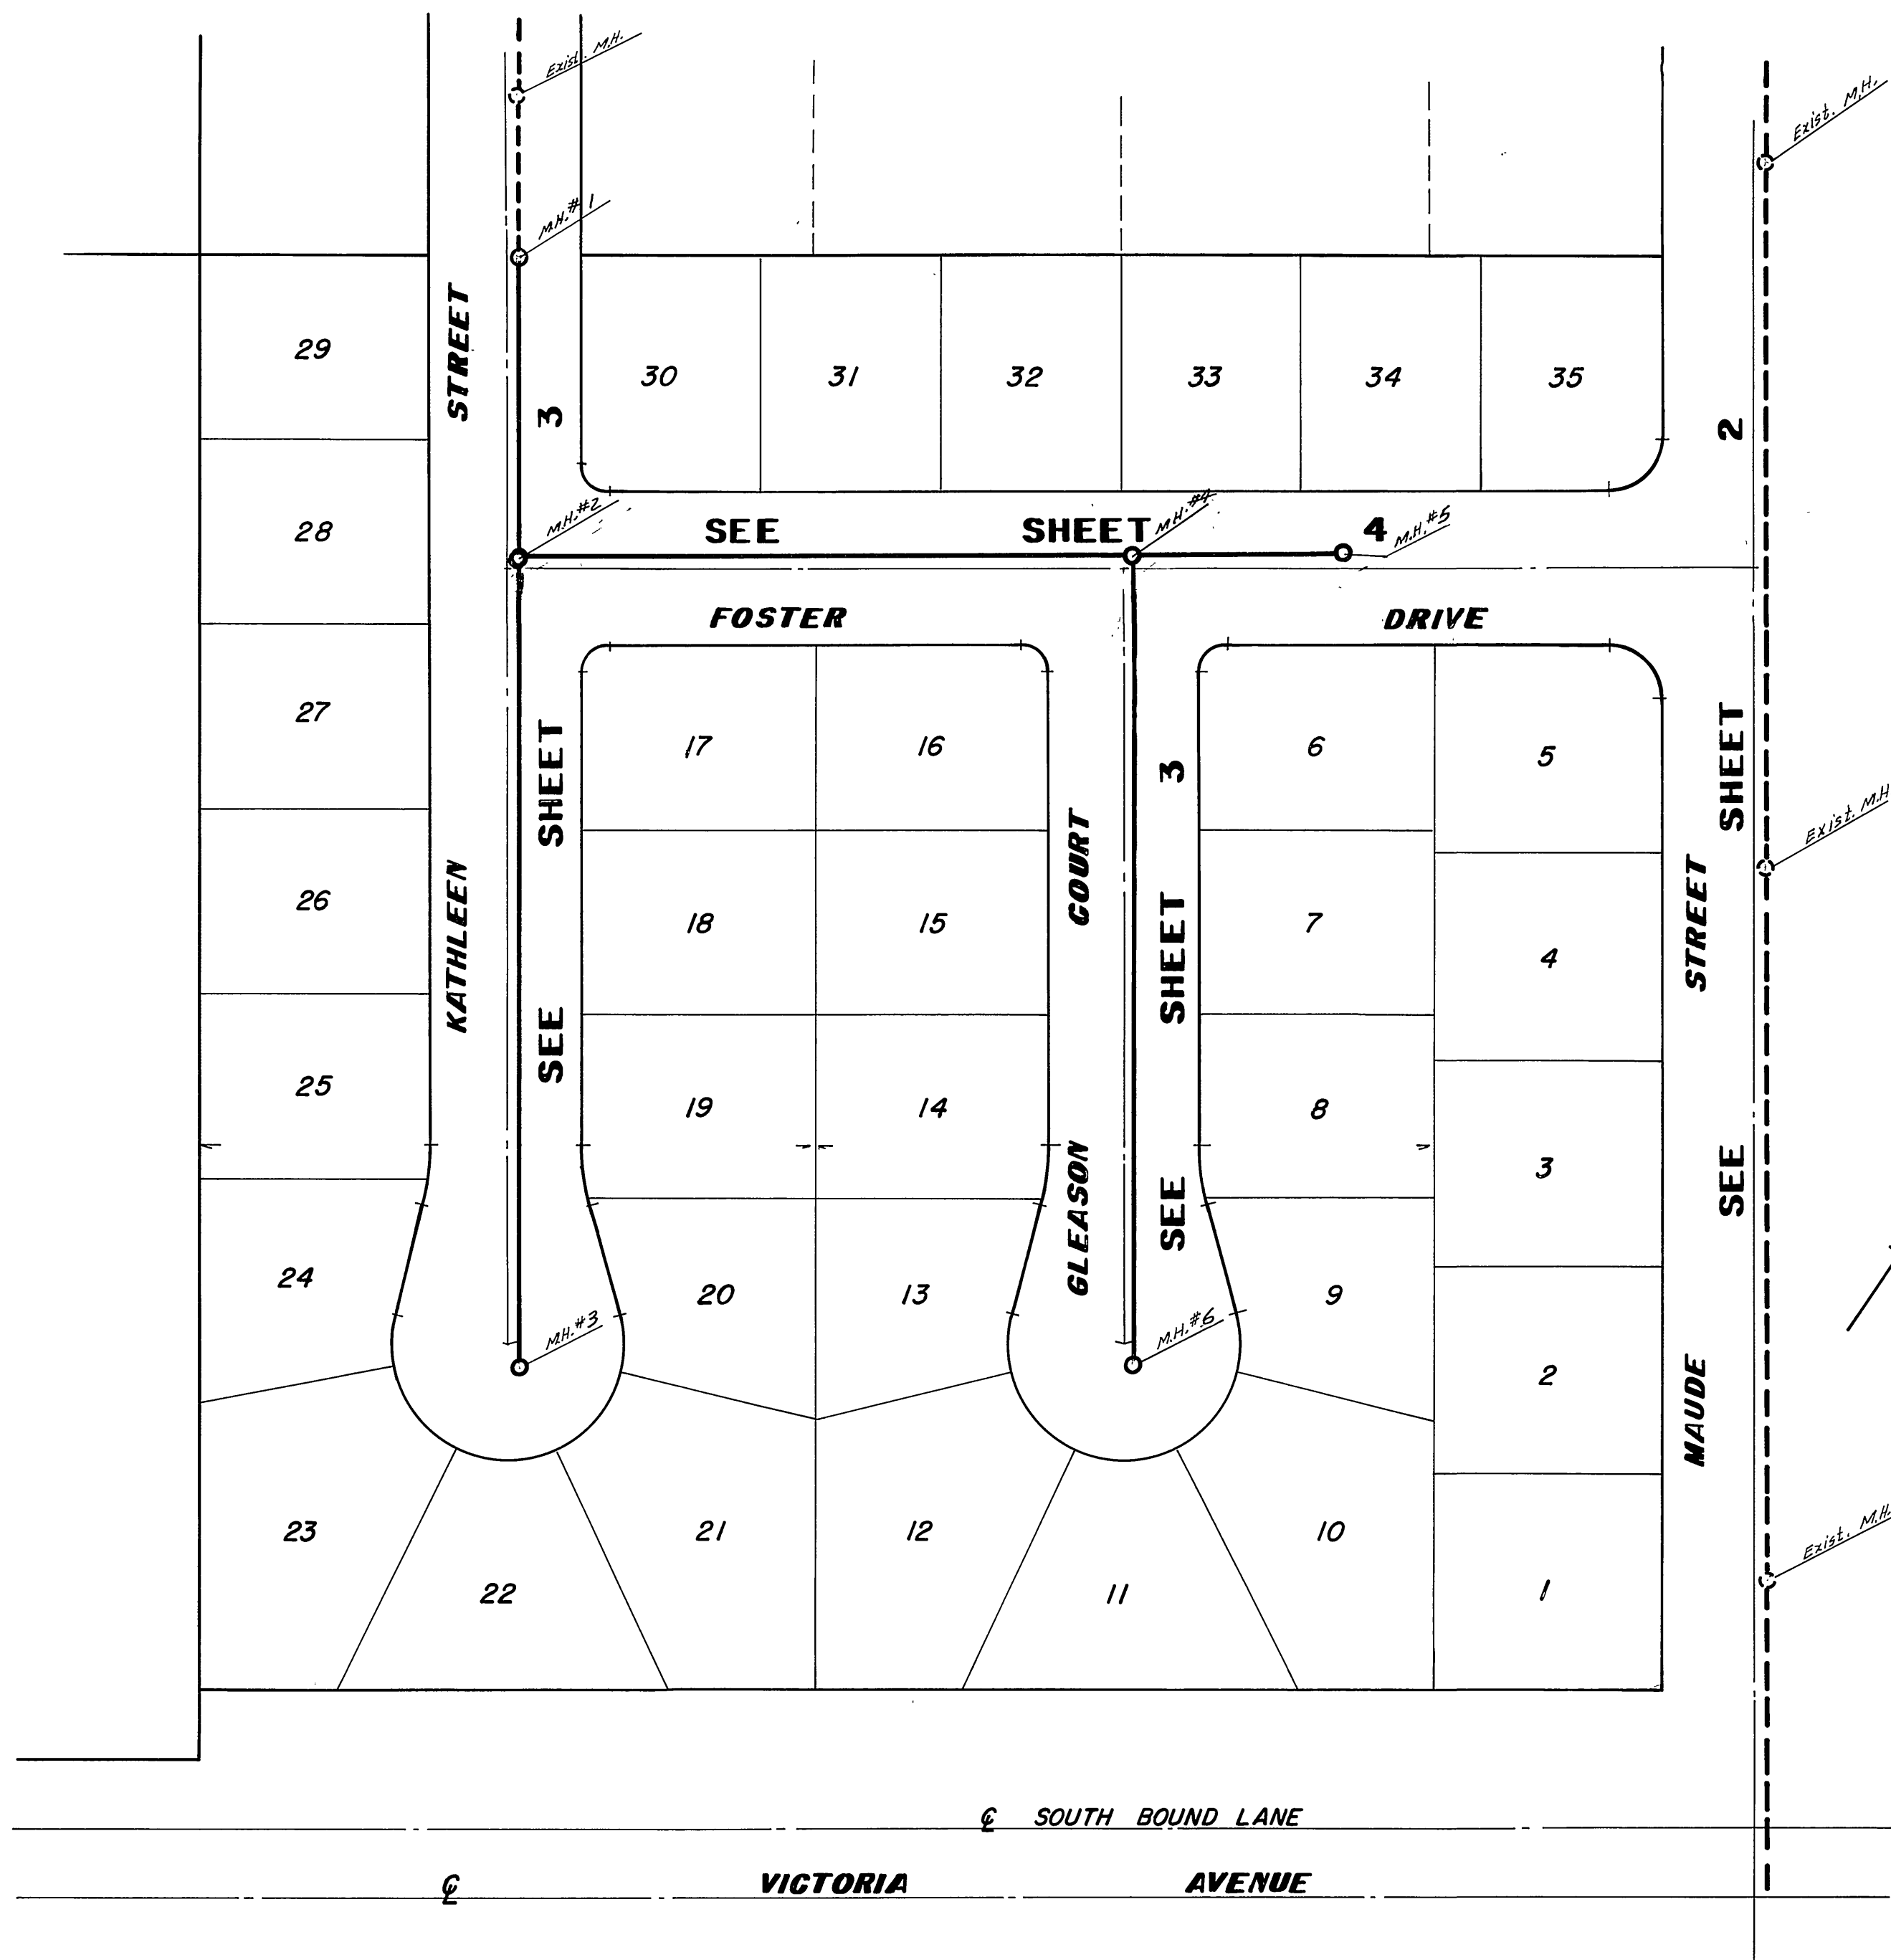 Exist. M.H.
Exist. M.H.
M.H.#1
STREET
3
29
30
31
32
33
34
35
2
28
M.H.#2
SEE SHEET 4
M.H.#4
M.H.#5
FOSTER DRIVE
27
SHEET
17
16
3
6
5
SHEET
Exist. M.H
26
KATHLEEN
18
15
COURT
SHEET
7
4
STREET
25
SEE
19
14
GLEASON
SEE
8
3
SEE
24
M.H.#3
20
13
M.H.#6
9
2
MAUDE
23
22
21
12
11
10
1
Exist. M.H.
℄ SOUTH BOUND LANE
℄ VICTORIA AVENUE